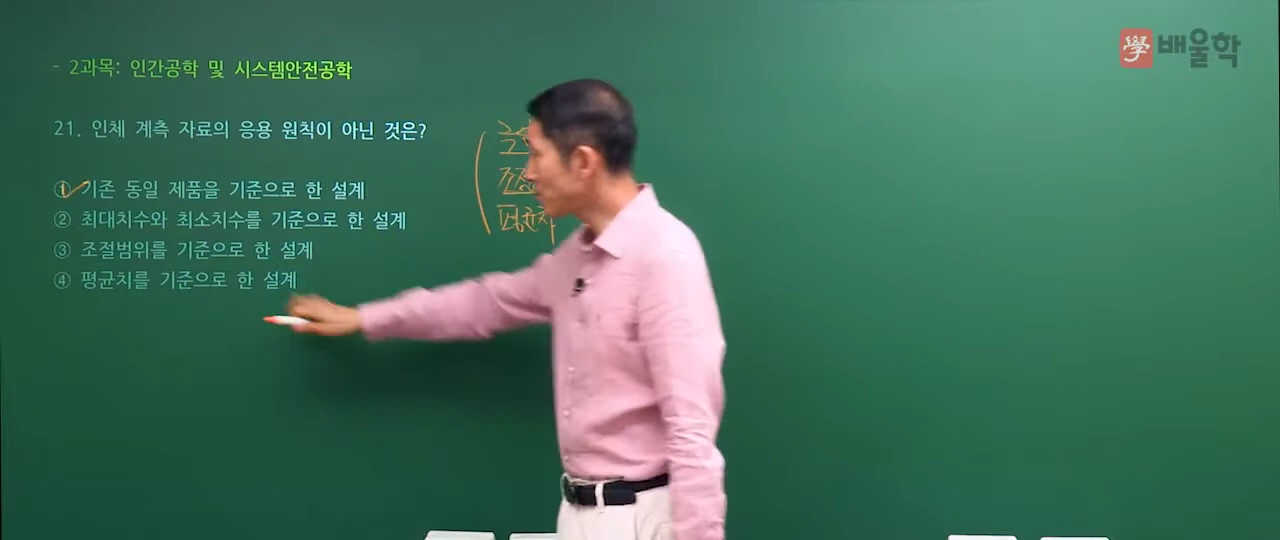 - 2과목: 인간공학 및 시스템안전공학
學 배울학
21. 인체 계측 자료의 응용 원칙이 아닌 것은?
① 기존 동일 제품을 기준으로 한 설계
② 최대치수와 최소치수를 기준으로 한 설계
③ 조절범위를 기준으로 한 설계
④ 평균치를 기준으로 한 설계
평균치